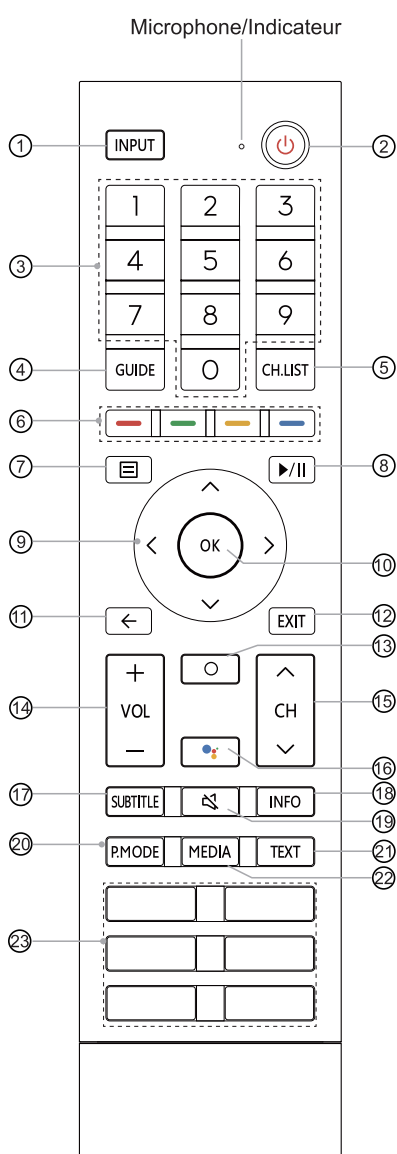 Microphone/Indicateur
① INPUT ②
1 2 3
③ 4 5 6
7 8 9
④ GUIDE 0 CH.LIST ⑤
⑥
⑦ ▶/II ⑧
⑨ OK ⑩
⑪ ← EXIT ⑫
⑬
⑭ + VOL − CH ⑮
⑯
⑰ SUBTITLE INFO ⑱
⑲
⑳ P.MODE MEDIA TEXT ㉑
㉒
㉓